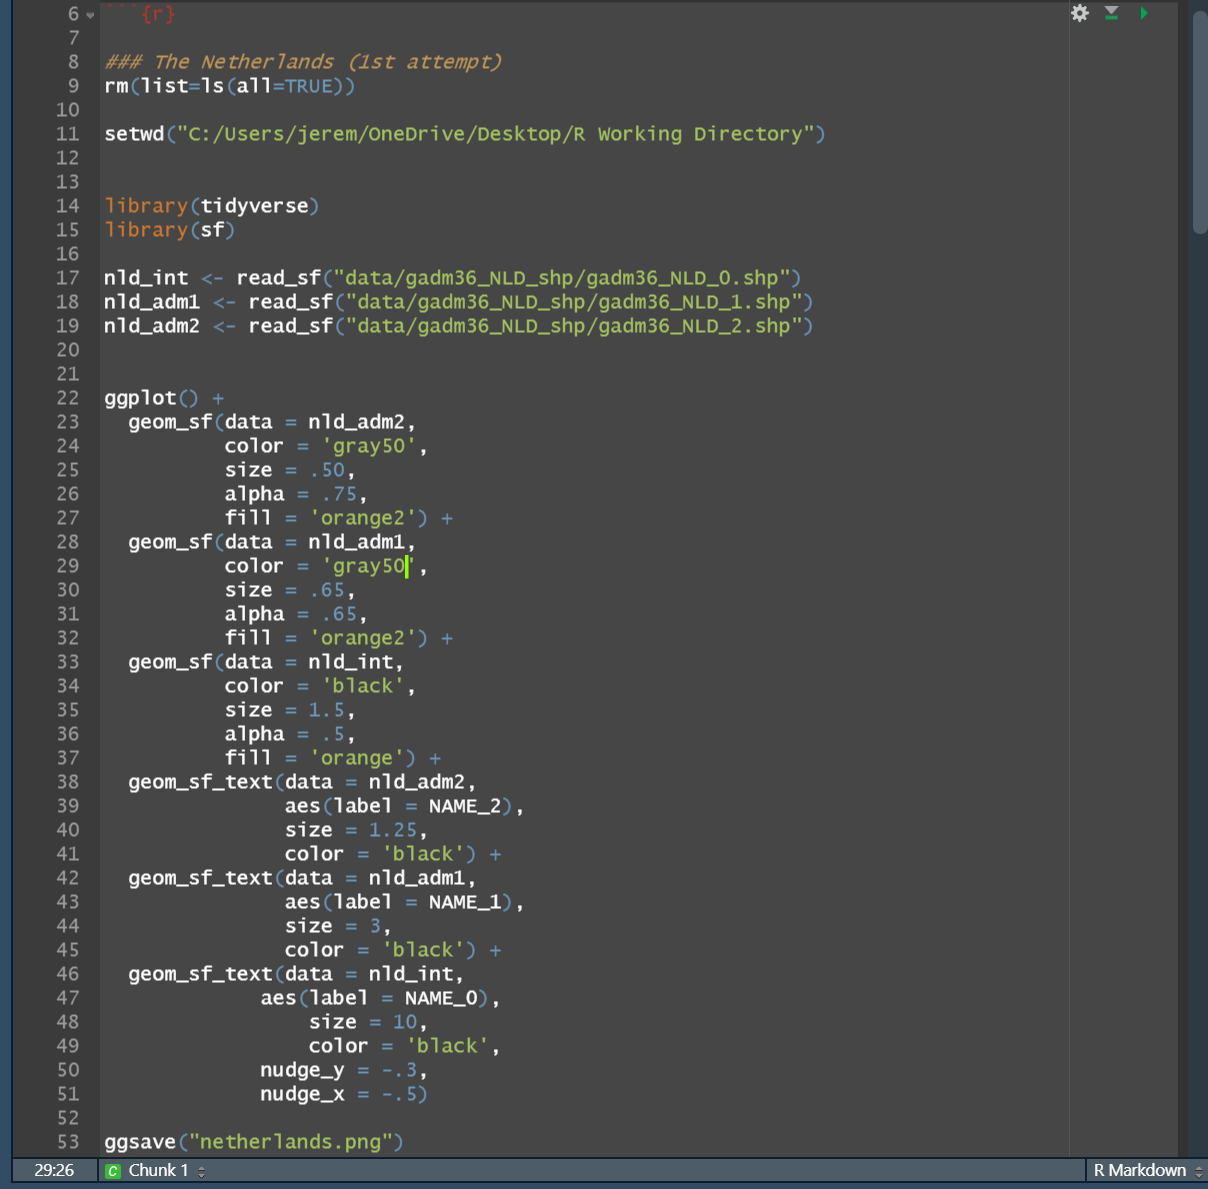 6 ```{r}
7
8 ### The Netherlands (1st attempt)
9 rm(list=ls(all=TRUE))
10
11 setwd("C:/Users/jerem/OneDrive/Desktop/R Working Directory")
12
13
14 library(tidyverse)
15 library(sf)
16
17 nld_int <- read_sf("data/gadm36_NLD_shp/gadm36_NLD_0.shp")
18 nld_adm1 <- read_sf("data/gadm36_NLD_shp/gadm36_NLD_1.shp")
19 nld_adm2 <- read_sf("data/gadm36_NLD_shp/gadm36_NLD_2.shp")
20
21
22 ggplot() +
23   geom_sf(data = nld_adm2,
24           color = 'gray50',
25           size = .50,
26           alpha = .75,
27           fill = 'orange2') +
28   geom_sf(data = nld_adm1,
29           color = 'gray50',
30           size = .65,
31           alpha = .65,
32           fill = 'orange2') +
33   geom_sf(data = nld_int,
34           color = 'black',
35           size = 1.5,
36           alpha = .5,
37           fill = 'orange') +
38   geom_sf_text(data = nld_adm2,
39                aes(label = NAME_2),
40                size = 1.25,
41                color = 'black') +
42   geom_sf_text(data = nld_adm1,
43                aes(label = NAME_1),
44                size = 3,
45                color = 'black') +
46   geom_sf_text(data = nld_int,
47              aes(label = NAME_0),
48                  size = 10,
49                  color = 'black',
50              nudge_y = -.3,
51              nudge_x = -.5)
52
53 ggsave("netherlands.png")
29:26 C Chunk 1 R Markdown